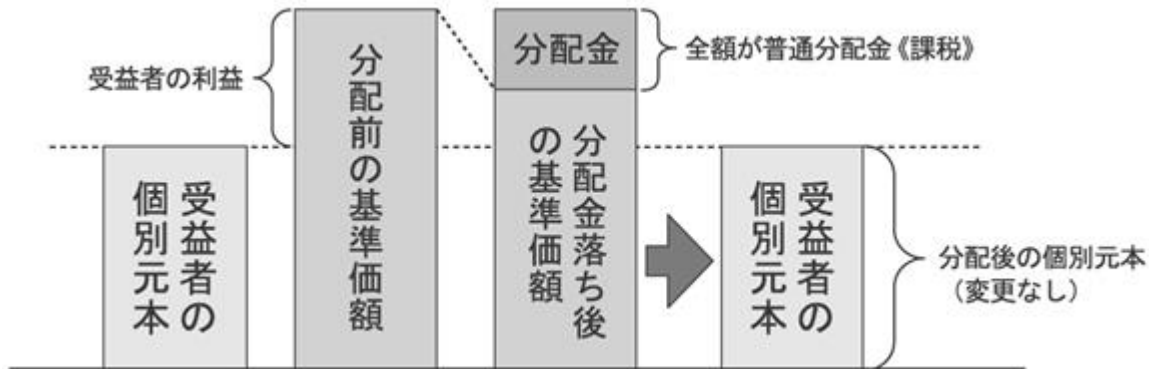 受益者の利益
受益者の
個別元本
分配前の基準価額
分配金
全額が普通分配金《課税》
分配金落ち後
の基準価額
受益者の
個別元本
分配後の個別元本
（変更なし）